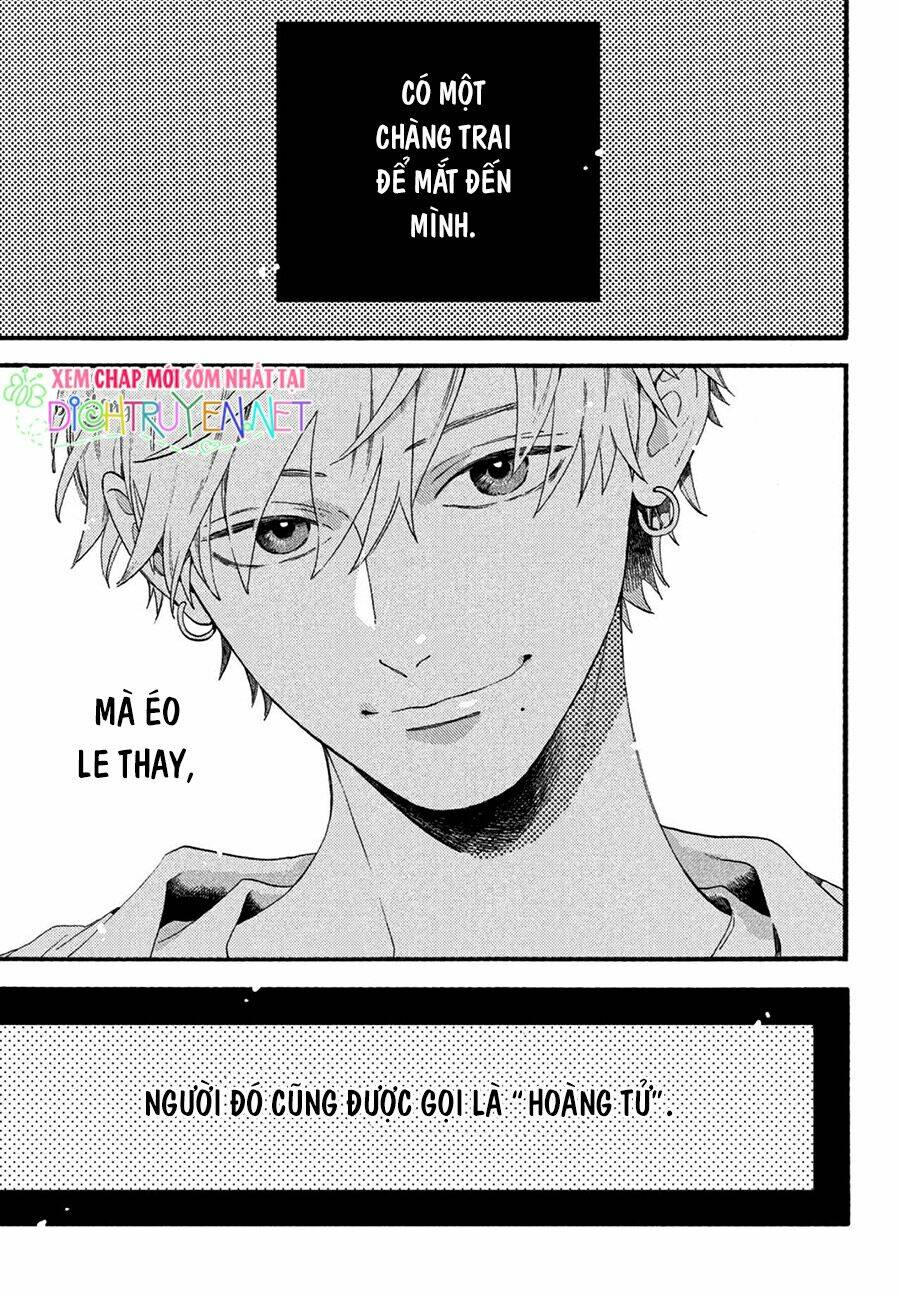 CÓ MỘT
CHÀNG TRAI
ĐỂ MẮT ĐẾN
MÌNH.
XEM CHAP MỚI SỚM NHẤT TẠI
DICHTRUYEN.NET
MÀ ÉO
LE THAY,
NGƯỜI ĐÓ CŨNG ĐƯỢC GỌI LÀ “HOÀNG TỬ”.